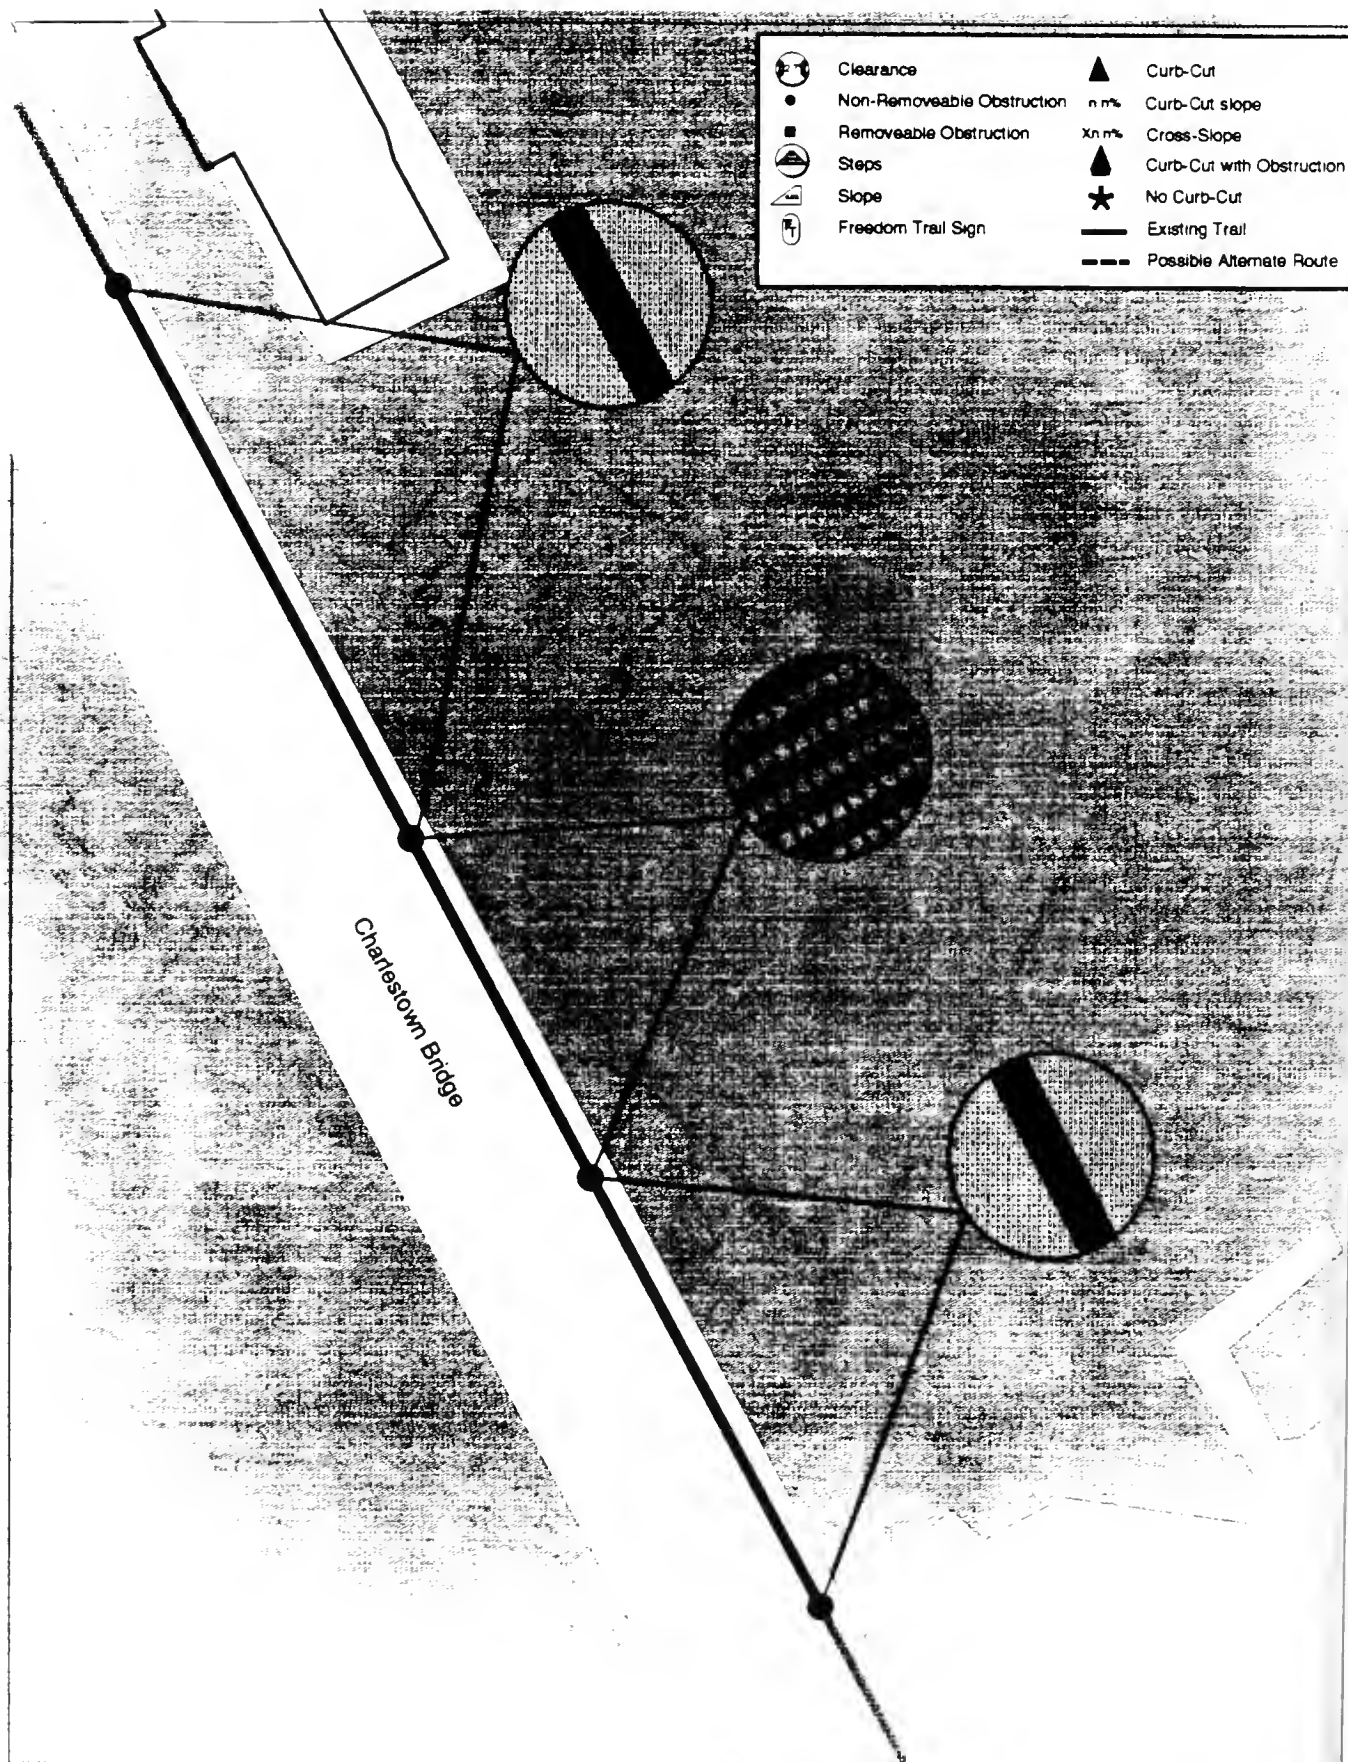 Clearance
Non-Removeable Obstruction
Removeable Obstruction
Steps
Slope
Freedom Trail Sign
Curb-Cut
n n% Curb-Cut slope
Xn n% Cross-Slope
Curb-Cut with Obstruction
No Curb-Cut
Existing Trail
Possible Alternate Route
Charlestown Bridge